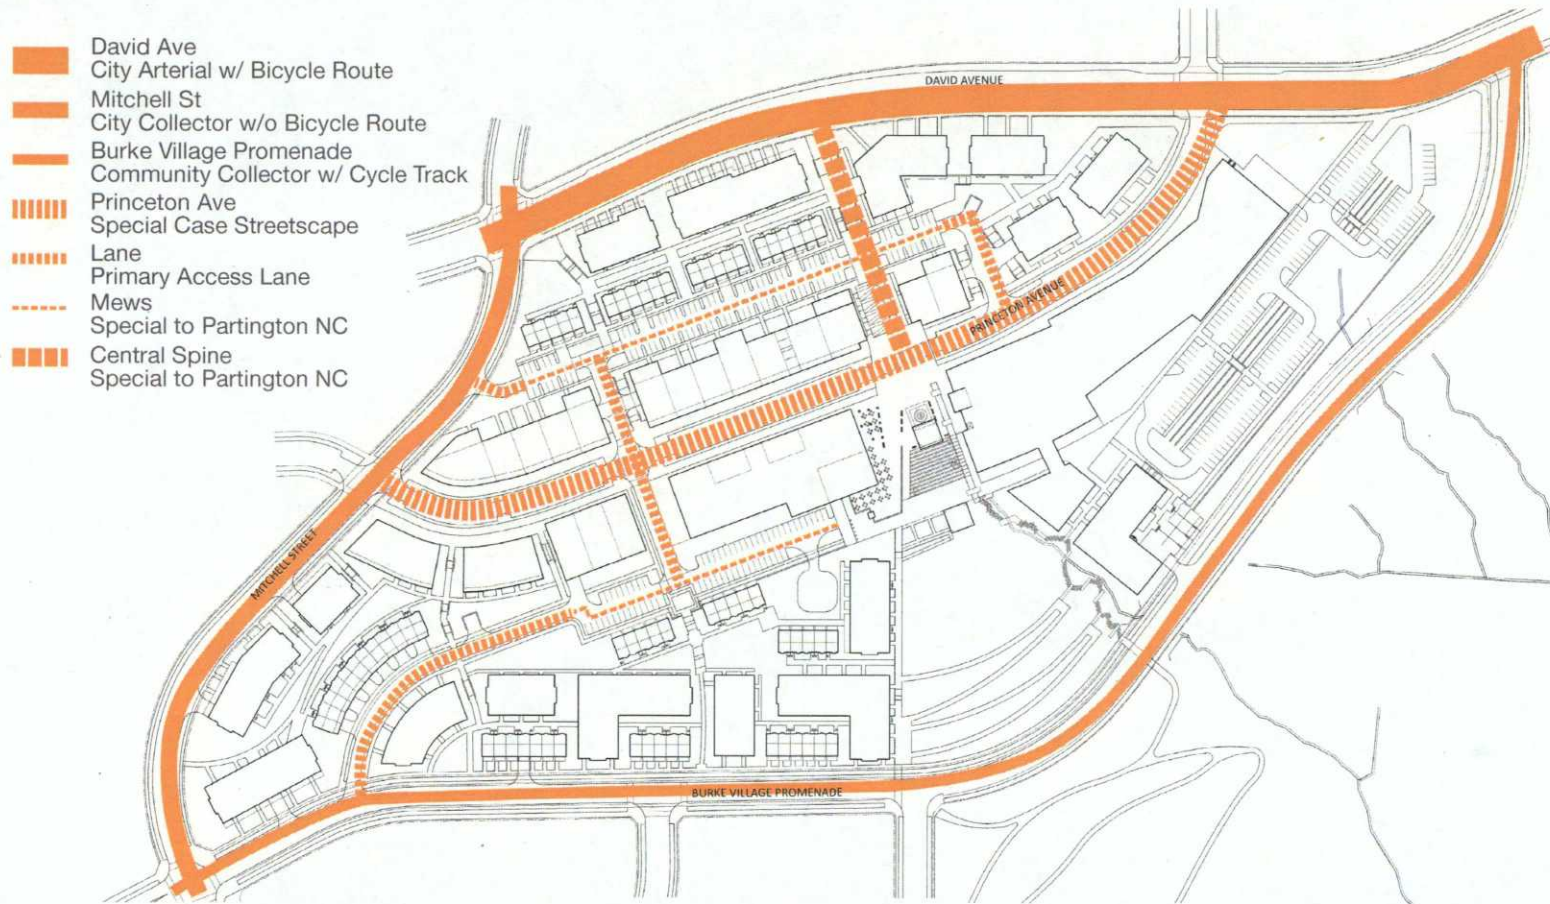 David Ave
City Arterial w/ Bicycle Route
Mitchell St
City Collector w/o Bicycle Route
Burke Village Promenade
Community Collector w/ Cycle Track
Princeton Ave
Special Case Streetscape
Lane
Primary Access Lane
Mews
Special to Partington NC
Central Spine
Special to Partington NC
DAVID AVENUE
PRINCETON AVENUE
MITCHELL STREET
BURKE VILLAGE PROMENADE